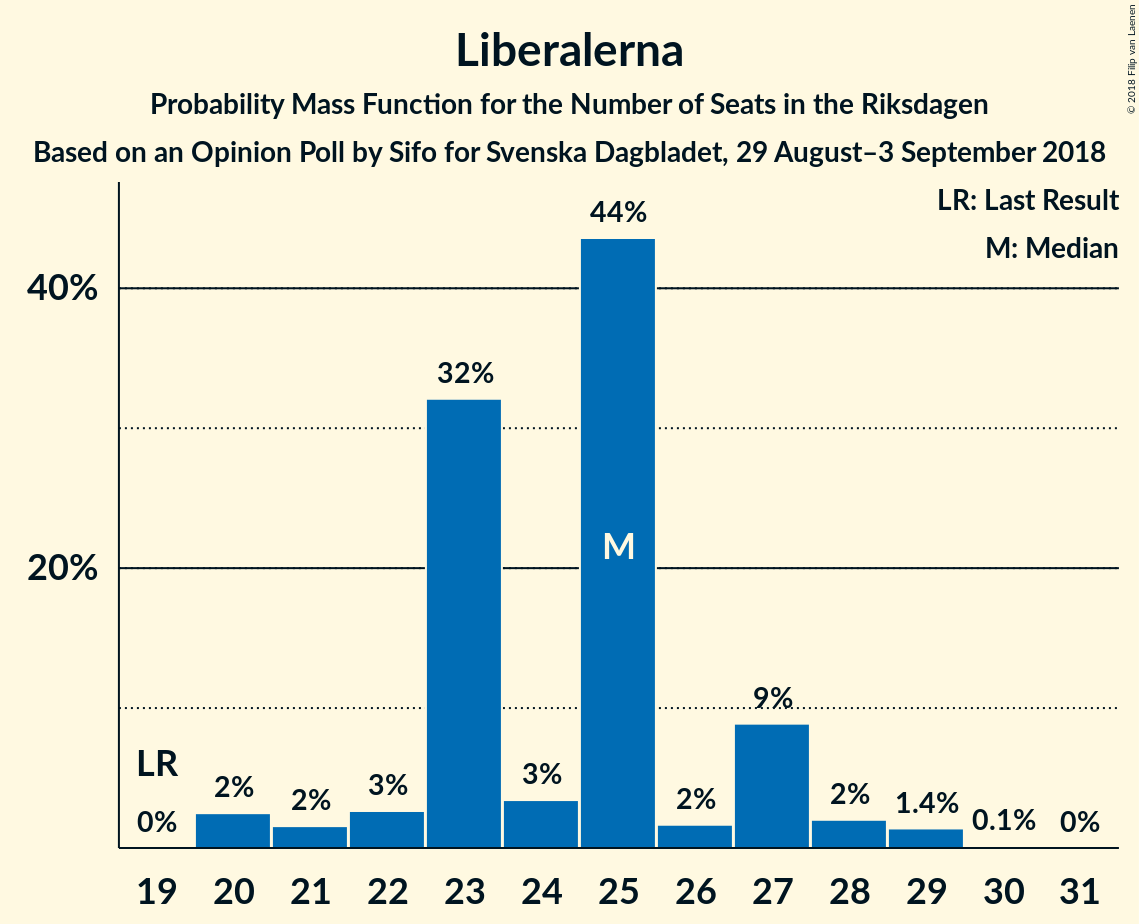 Liberalerna
Probability Mass Function for the Number of Seats in the Riksdagen
Based on an Opinion Poll by Sifo for Svenska Dagbladet, 29 August–3 September 2018
© 2018 Filip van Laenen
LR: Last Result
M: Median
40%
20%
LR
0%
2%
2%
3%
32%
3%
44%
M
2%
9%
2%
1.4%
0.1%
0%
19 20 21 22 23 24 25 26 27 28 29 30 31